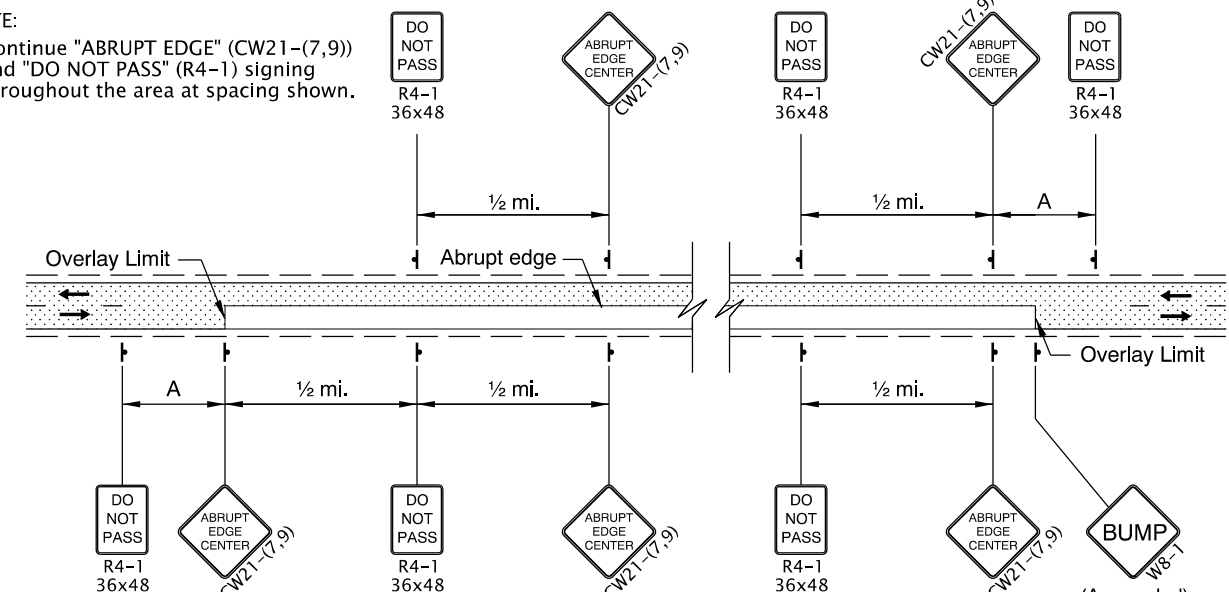 TE:
ontinue "ABRUPT EDGE" (CW21-(7,9))
nd "DO NOT PASS" (R4-1) signing
roughout the area at spacing shown.
DO
NOT
PASS
R4-1
36x48
ABRUPT
EDGE
CENTER
CW21-(7,9)
DO
NOT
PASS
R4-1
36x48
ABRUPT
EDGE
CENTER
CW21-(7,9)
DO
NOT
PASS
R4-1
36x48
½ mi.
½ mi.
A
Overlay Limit
Abrupt edge
Overlay Limit
A
½ mi.
½ mi.
½ mi.
DO
NOT
PASS
R4-1
36x48
ABRUPT
EDGE
CENTER
CW21-(7,9)
DO
NOT
PASS
R4-1
36x48
ABRUPT
EDGE
CENTER
CW21-(7,9)
DO
NOT
PASS
R4-1
36x48
ABRUPT
EDGE
CENTER
CW21-(7,9)
BUMP
W8-1